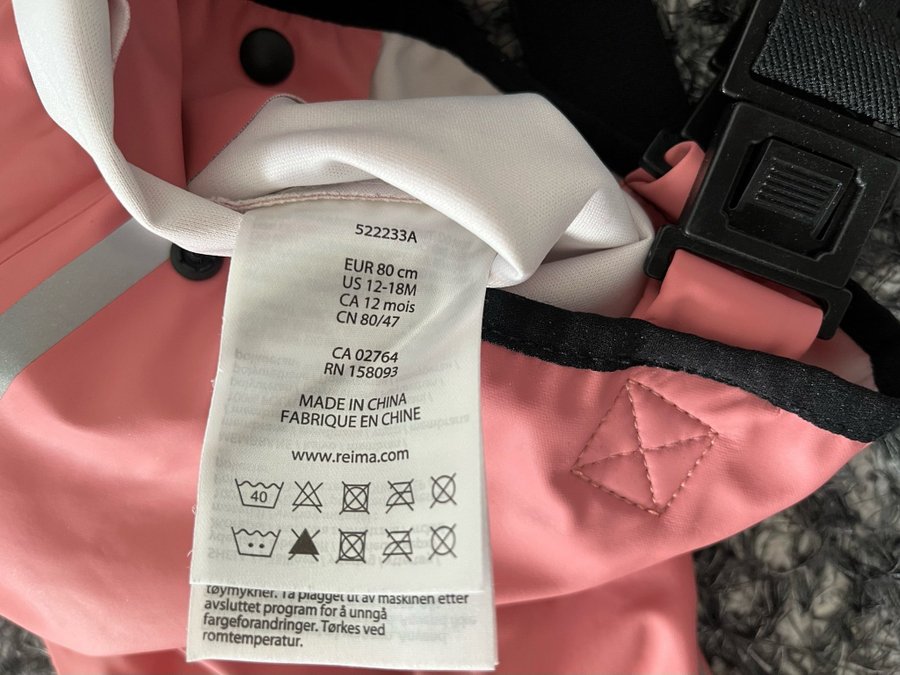 522233A
EUR 80 cm
US 12-18M
CA 12 mois
CN 80/47
CA 02764
RN 158093
MADE IN CHINA
FABRIQUE EN CHINE
www.reima.com
40
tøymykner. Ta plagget ut av maskinen etter
avsluttet program for å unngå
fargeforandringer. Tørkes ved
romtemperatur.